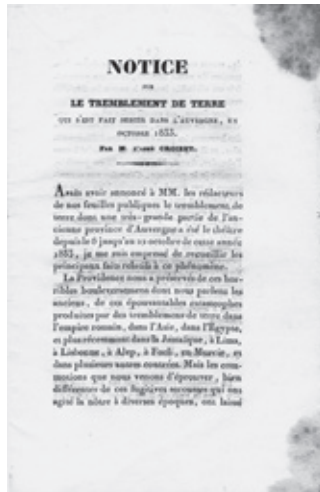 NOTICE
SUR
LE TREMBLEMENT DE TERRE
QUI S'EST FAIT SENTIR DANS L'AUVERGNE, EN
OCTOBRE 1833.
PAR M. L'ABBÉ CROIZET.
Après avoir annoncé à MM. les rédacteurs
de nos feuilles publiques le tremblement de
terre dont une très-grande partie de l'an-
cienne province d'Auvergne a été le théâtre
depuis le jusqu'au octobre de cette année
1833, je me suis empressé de recueillir les
principaux faits relatifs à ce phénomène.
La Providence nous a préservés de ces hor-
ribles bouleversemens dont nous parlent les
anciens, de ces épouvantables catastrophes
produites par des tremblemens de terre dans
l'empire romain, dans l'Asie, dans l'Égypte,
et plus récemment dans la Jamaïque, à Lima,
à Lisbonne, à Alep, à en Murcie, et
dans plusieurs autres contrées. Mais les com-
motions que nous venons d'éprouver, bien
différentes de ces fugitives secousses qui ont
agité la nôtre à diverses époques, ont laissé